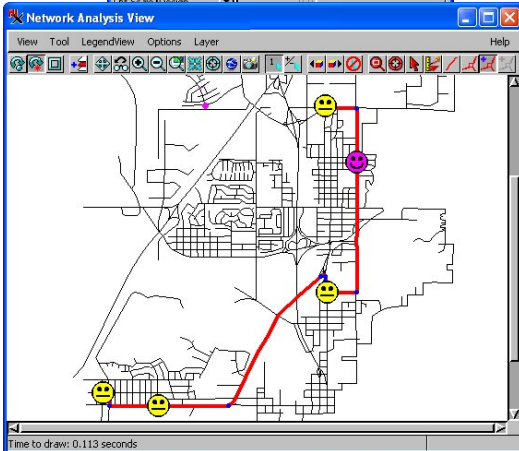 Network Analysis View
View Tool LegendView Options Layer Help
Time to draw: 0.113 seconds